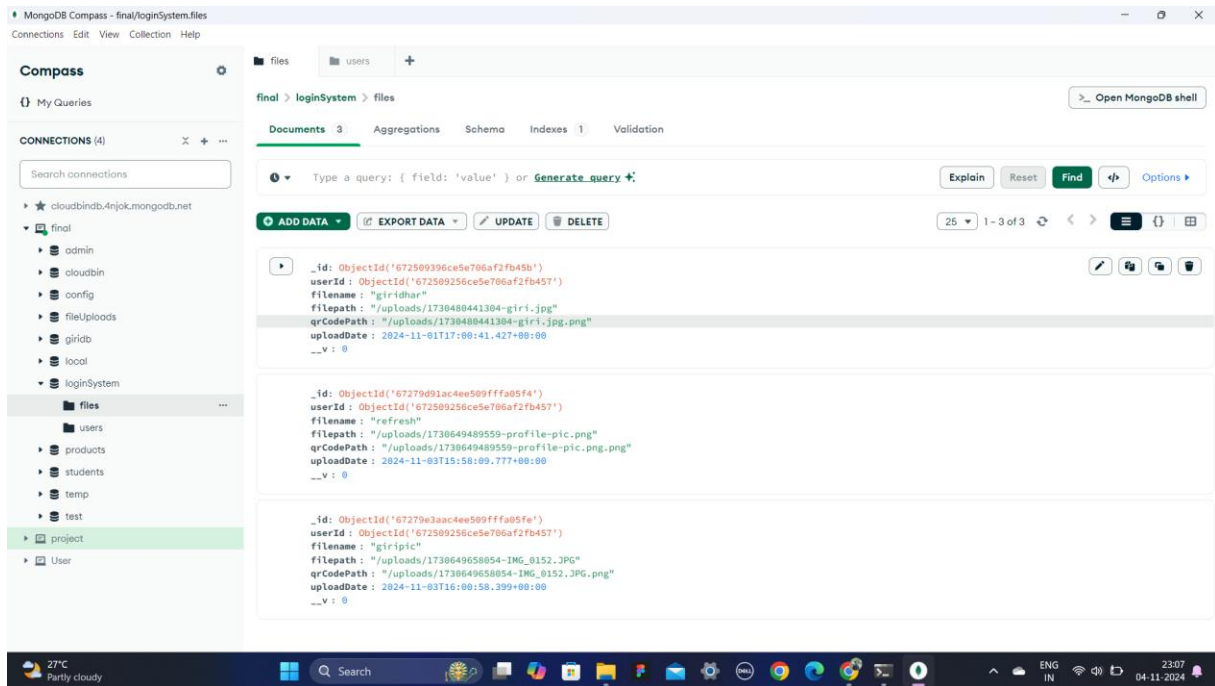 MongoDB Compass - final/loginSystem.files
Connections Edit View Collection Help
Compass
{} My Queries
CONNECTIONS (4)
Search connections
cloudbindb.4njok.mongodb.net
final
admin
cloudbin
config
fileUploads
giridb
local
loginSystem
files
users
products
students
temp
test
project
User
files users
final > loginSystem > files
>_ Open MongoDB shell
Documents 3 Aggregations Schema Indexes 1 Validation
Type a query: { field: 'value' } or Generate query
Explain Reset Find </> Options
ADD DATA EXPORT DATA UPDATE DELETE
25 1 – 3 of 3 {}
_id: ObjectId('672509396ce5e706af2fb45b')
userId : ObjectId('672509256ce5e706af2fb457')
filename : "giridhar"
filepath : "/uploads/1730480441304-giri.jpg"
qrCodePath : "/uploads/1730480441304-giri.jpg.png"
uploadDate : 2024-11-01T17:00:41.427+00:00
__v : 0
_id: ObjectId('67279d91ac4ee509fffa05f4')
userId : ObjectId('672509256ce5e706af2fb457')
filename : "refresh"
filepath : "/uploads/1730649489559-profile-pic.png"
qrCodePath : "/uploads/1730649489559-profile-pic.png.png"
uploadDate : 2024-11-03T15:58:09.777+00:00
__v : 0
_id: ObjectId('67279e3aac4ee509fffa05fe')
userId : ObjectId('672509256ce5e706af2fb457')
filename : "giripic"
filepath : "/uploads/1730649658054-IMG_0152.JPG"
qrCodePath : "/uploads/1730649658054-IMG_0152.JPG.png"
uploadDate : 2024-11-03T16:00:58.399+00:00
__v : 0
27°C
Partly cloudy
Search
DELL
ENG
IN
23:07
04-11-2024